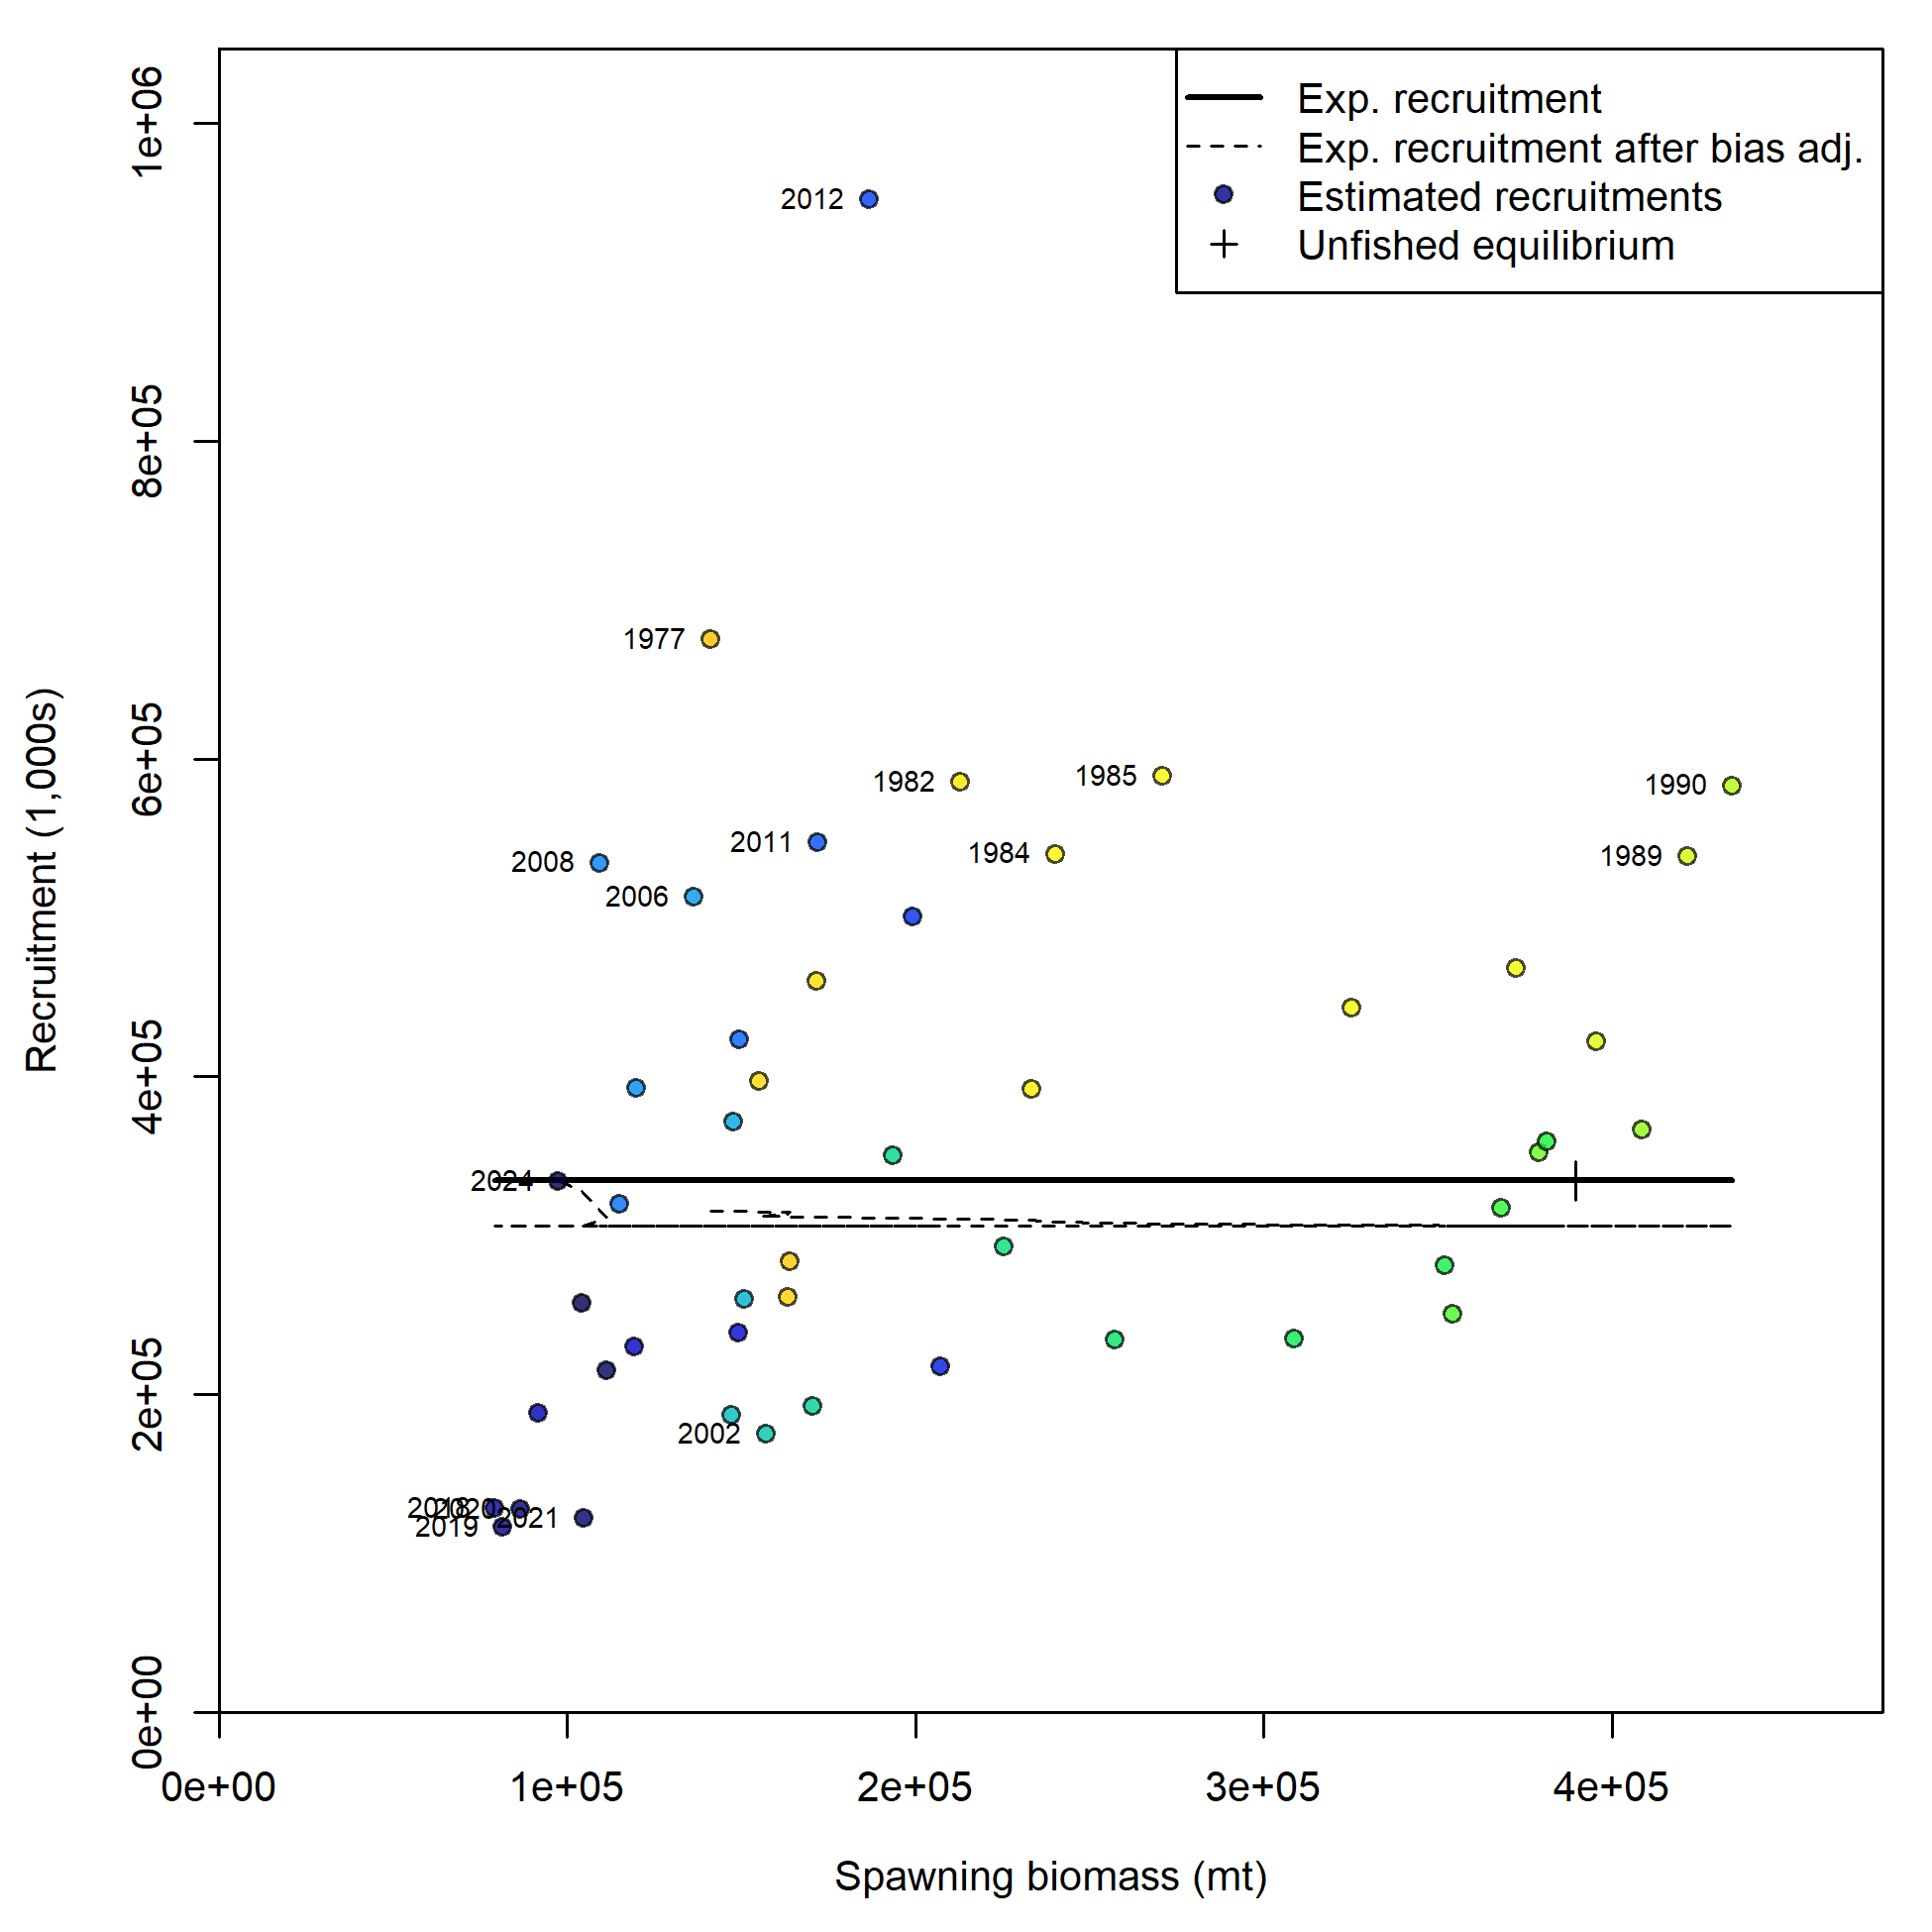 Exp. recruitment
Exp. recruitment after bias adj.
Estimated recruitments
Unfished equilibrium
1e+06
8e+05
6e+05
4e+05
2e+05
0e+00
Recruitment (1,000s)
2012
1977
1982
1985
1990
2011
1984
1989
2008
2006
2024
2002
2018
2020
2021
2019
0e+00
1e+05
2e+05
3e+05
4e+05
Spawning biomass (mt)